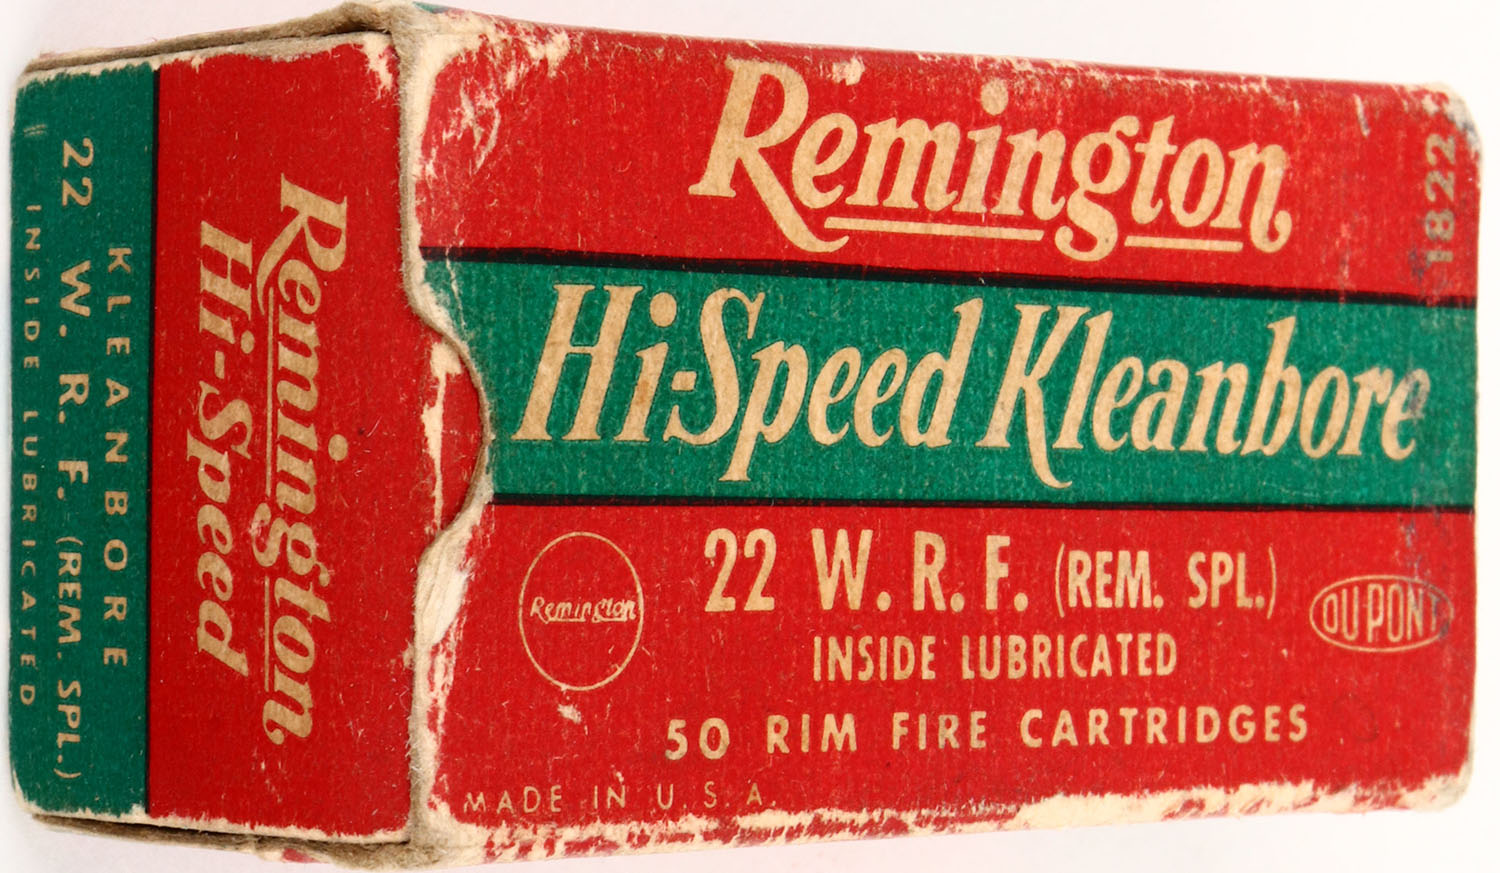 Remington
Hi-Speed Kleanbore
22 W. R. F. (REM. SPL.)
INSIDE LUBRICATED
50 RIM FIRE CARTRIDGES
MADE IN U. S. A.
Remington
DU PONT
1822
Remington
Hi-Speed
KLEANBORE
22 W. R. F. (REM. SPL.)
INSIDE LUBRICATED